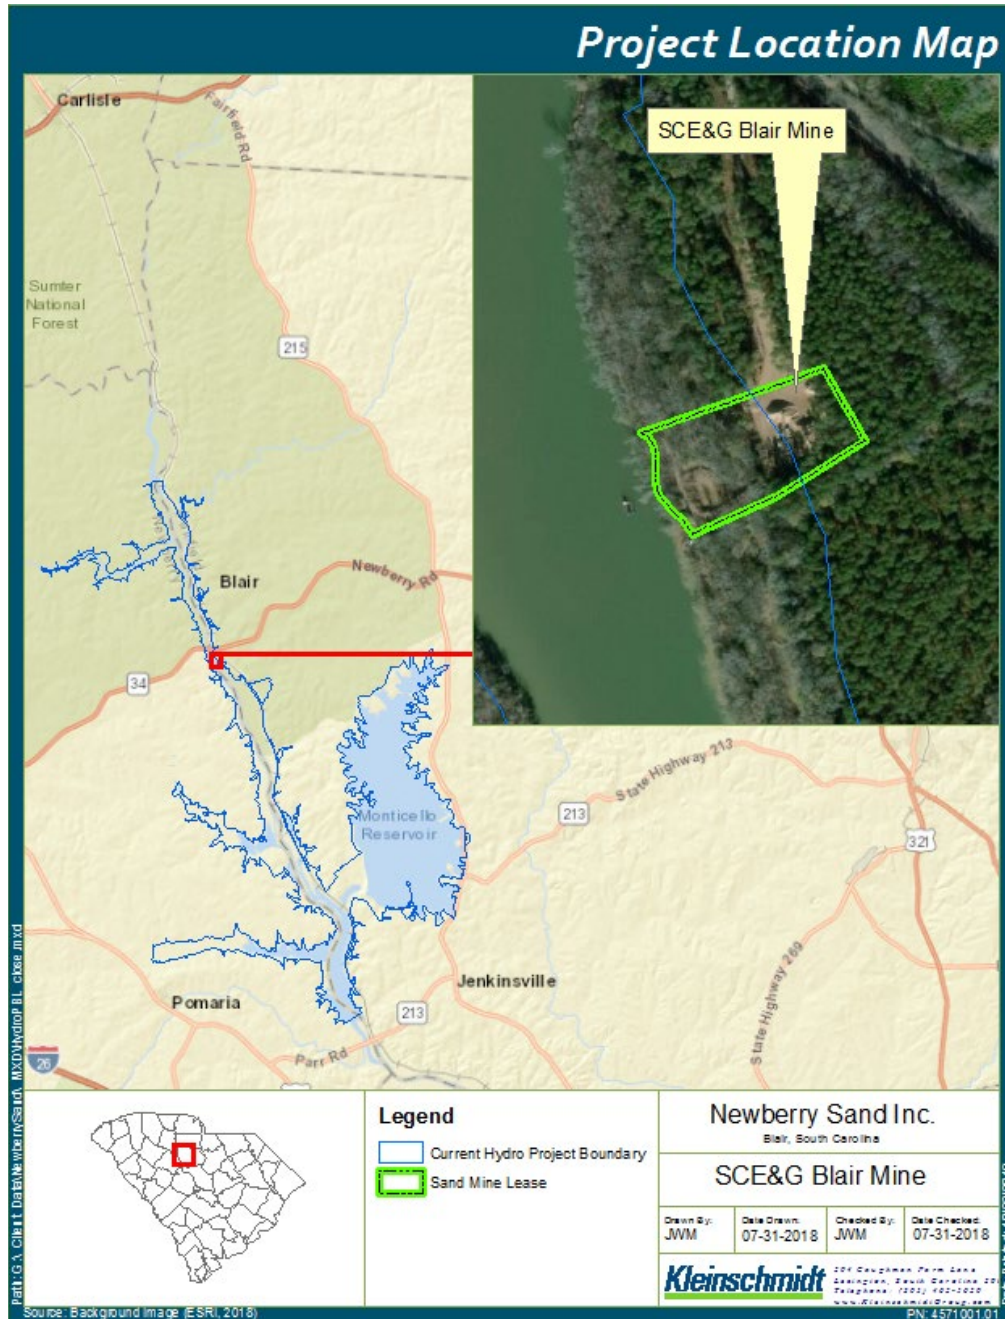 Project Location Map
Carlisle
Fairfield Rd
SCE&G Blair Mine
Sumter
National
Forest
215
Blair
Newberry Rd
34
State Highway 213
213
Monticello
Reservoir
321
State Highway 269
Jenkinsville
Pomaria
213
Parr Rd
26
Legend
Current Hydro Project Boundary
Sand Mine Lease
Newberry Sand Inc.
Blair, South Carolina
SCE&G Blair Mine
Drawn By:
JWM
Date Drawn:
07-31-2018
Checked By:
JWM
Date Checked:
07-31-2018
Kleinschmidt
Source: Background Image (ESRI, 2018)
PN: 4571001.01